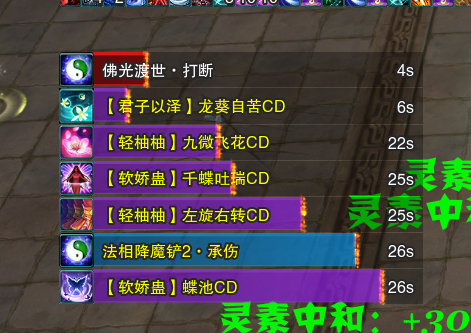 佛光渡世·打断 4s
【君子以泽】龙葵自苦CD 6s
【轻柚柚】九微飞花CD 22s
【软娇蛊】千蝶吐瑞CD 25s
灵素
【轻柚柚】左旋右转CD 25s
灵素中和
法相降魔铲2·承伤 26s
【软娇蛊】蝶池CD 26s
灵素中和：+30